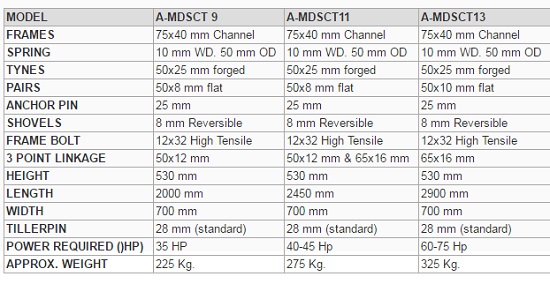 MODEL A-MDSCT 9 A-MDSCT11 A-MDSCT13
FRAMES 75x40 mm Channel 75x40 mm Channel 75x40 mm Channel
SPRING 10 mm WD. 50 mm OD 10 mm WD. 50 mm OD 10 mm WD. 50 mm OD
TYNES 50x25 mm forged 50x25 mm forged 50x25 mm forged
PAIRS 50x8 mm flat 50x8 mm flat 50x10 mm flat
ANCHOR PIN 25 mm 25 mm 25 mm
SHOVELS 8 mm Reversible 8 mm Reversible 8 mm Reversible
FRAME BOLT 12x32 High Tensile 12x32 High Tensile 12x32 High Tensile
3 POINT LINKAGE 50x12 mm 50x12 mm & 65x16 mm 65x16 mm
HEIGHT 530 mm 530 mm 530 mm
LENGTH 2000 mm 2450 mm 2900 mm
WIDTH 700 mm 700 mm 700 mm
TILLERPIN 28 mm (standard) 28 mm (standard) 28 mm (standard)
POWER REQUIRED ()HP) 35 HP 40-45 Hp 60-75 Hp
APPROX. WEIGHT 225 Kg. 275 Kg. 325 Kg.